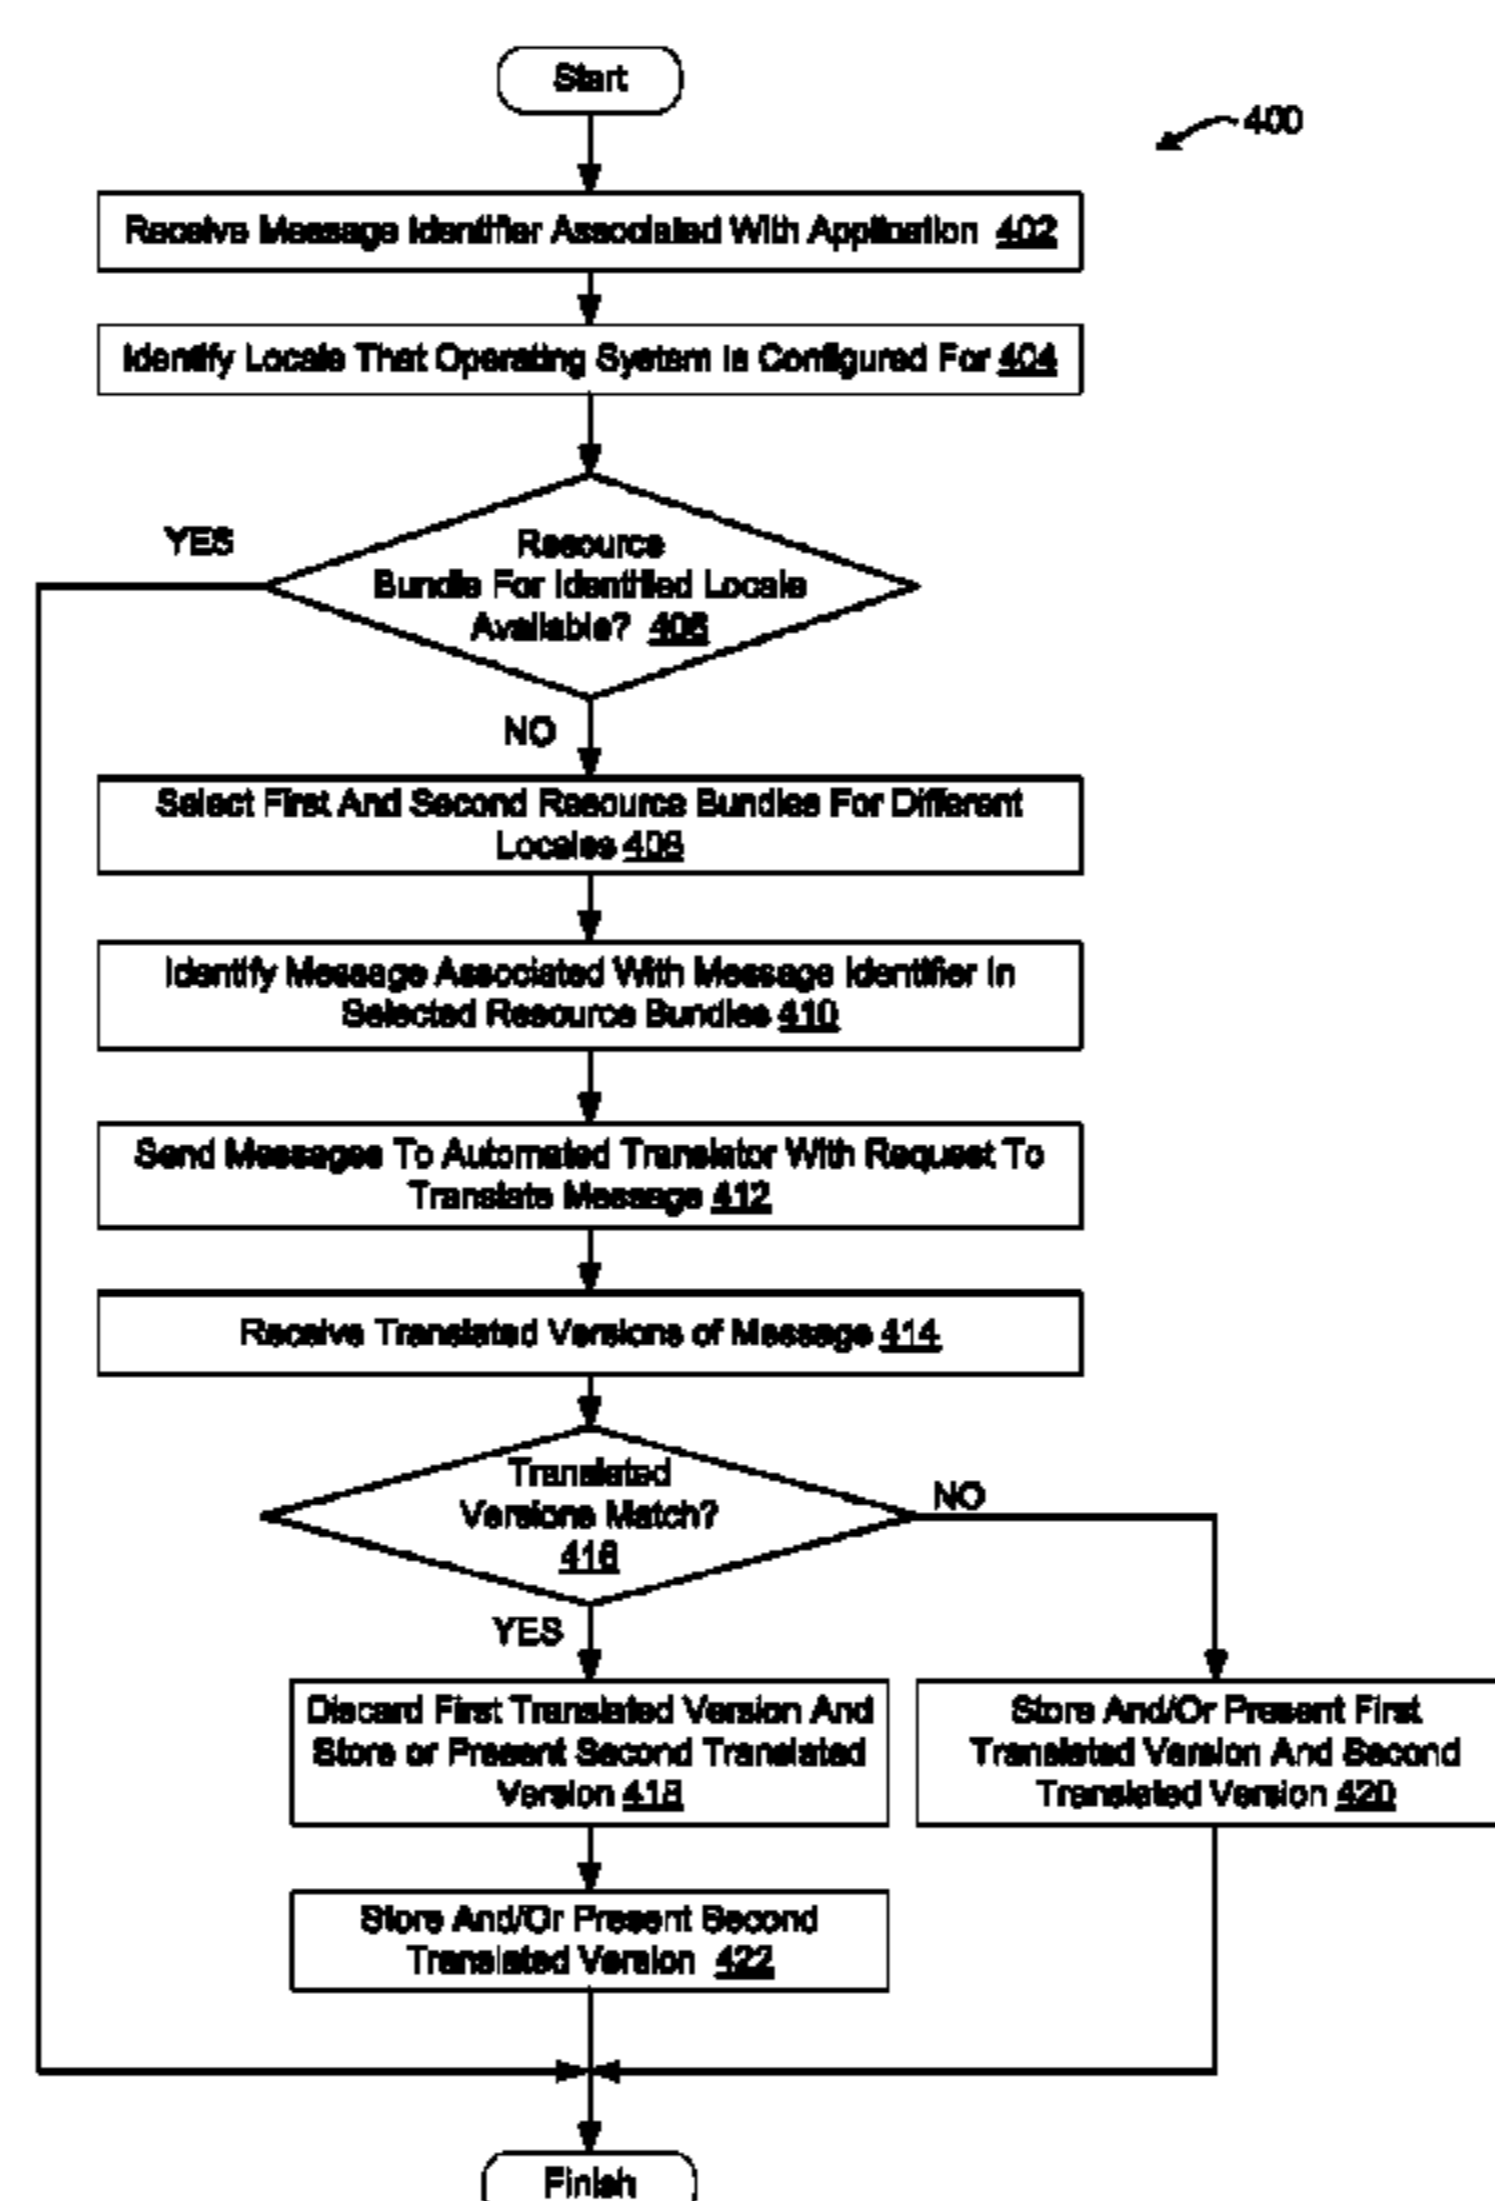 Start
400
Receive Message Identifier Associated With Application 402
Identify Locale That Operating System Is Configured For 404
YES
Resource
Bundle For Identified Locale
Available? 406
NO
Select First And Second Resource Bundles For Different
Locales 408
Identify Message Associated With Message Identifier In
Selected Resource Bundles 410
Send Messages To Automated Translator With Request To
Translate Message 412
Receive Translated Versions of Message 414
Translated
Versions Match?
416
NO
YES
Discard First Translated Version And
Store or Present Second Translated
Version 418
Store And/Or Present First
Translated Version And Second
Translated Version 420
Store And/Or Present Second
Translated Version 422
Finish